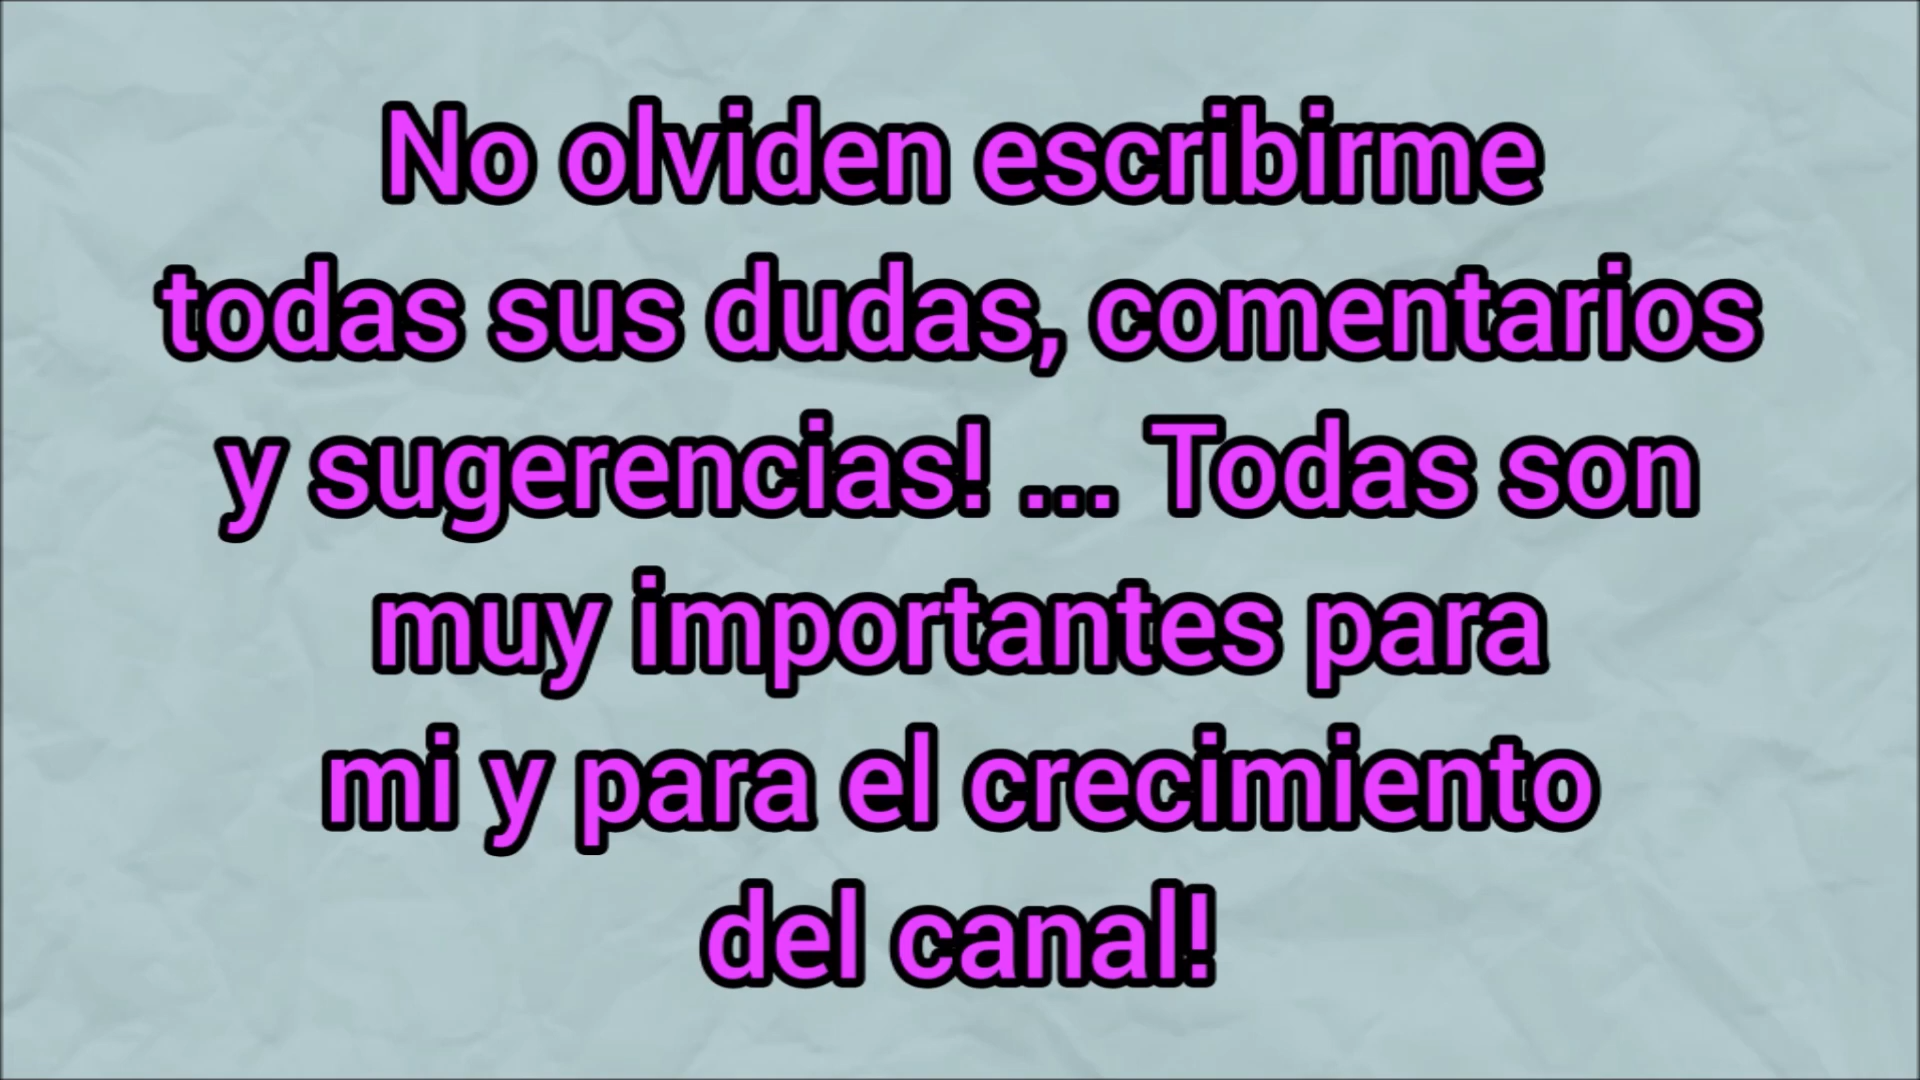 No olviden escribirme
todas sus dudas, comentarios
y sugerencias! ... Todas son
muy importantes para
mi y para el crecimiento
del canal!